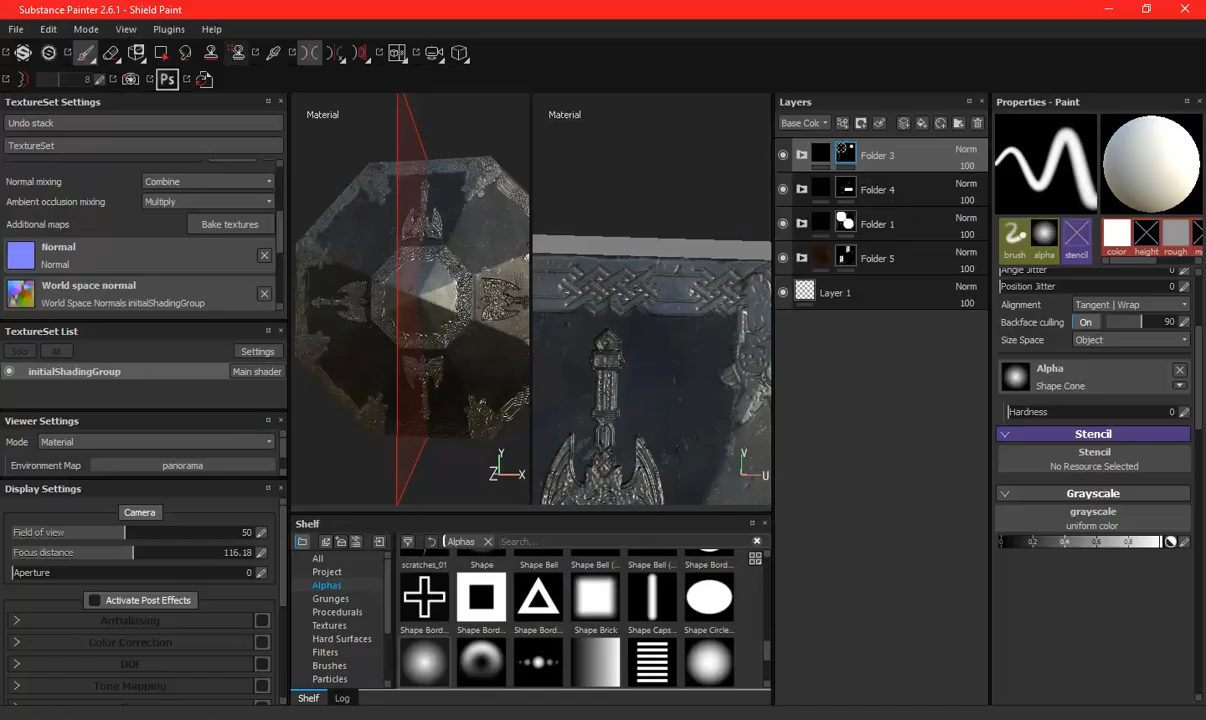 Substance Painter 2.6.1 - Shield Paint
File Edit Mode View Plugins Help
8
Ps
TextureSet Settings
Undo stack
TextureSet
Normal mixing Combine
Ambient occlusion mixing Multiply
Additional maps Bake textures
Normal
Normal
World space normal
World Space Normals initialShadingGroup
TextureSet List
Solo All Settings
initialShadingGroup Main shader
Viewer Settings
Mode Material
Environment Map panorama
Display Settings
Camera
Field of view 50
Focus distance 116.18
Aperture 0
Activate Post Effects
Antialiasing
Color Correction
DOF
Tone Mapping
Material
Y
Z X
Material
V
U
Shelf
Alphas Search...
All
Project
Alphas
Grunges
Procedurals
Textures
Hard Surfaces
Filters
Brushes
Particles
scratches_01 Shape Shape Bell Shape Bell (... Shape Bell (... Shape Bord...
Shape Bord... Shape Bord... Shape Bord... Shape Brick Shape Caps... Shape Circle...
Shelf Log
Layers
Base Colo
Folder 3 Norm
100
Folder 4 Norm
100
Folder 1 Norm
100
Folder 5 Norm
100
Layer 1 Norm
100
Properties - Paint
brush alpha stencil color height rough
Angle Jitter 0
Position Jitter 0
Alignment Tangent | Wrap
Backface culling On 90
Size Space Object
Alpha
Shape Cone
Hardness 0
Stencil
Stencil
No Resource Selected
Grayscale
grayscale
uniform color
0 0.2 0.4 0.6 0.8